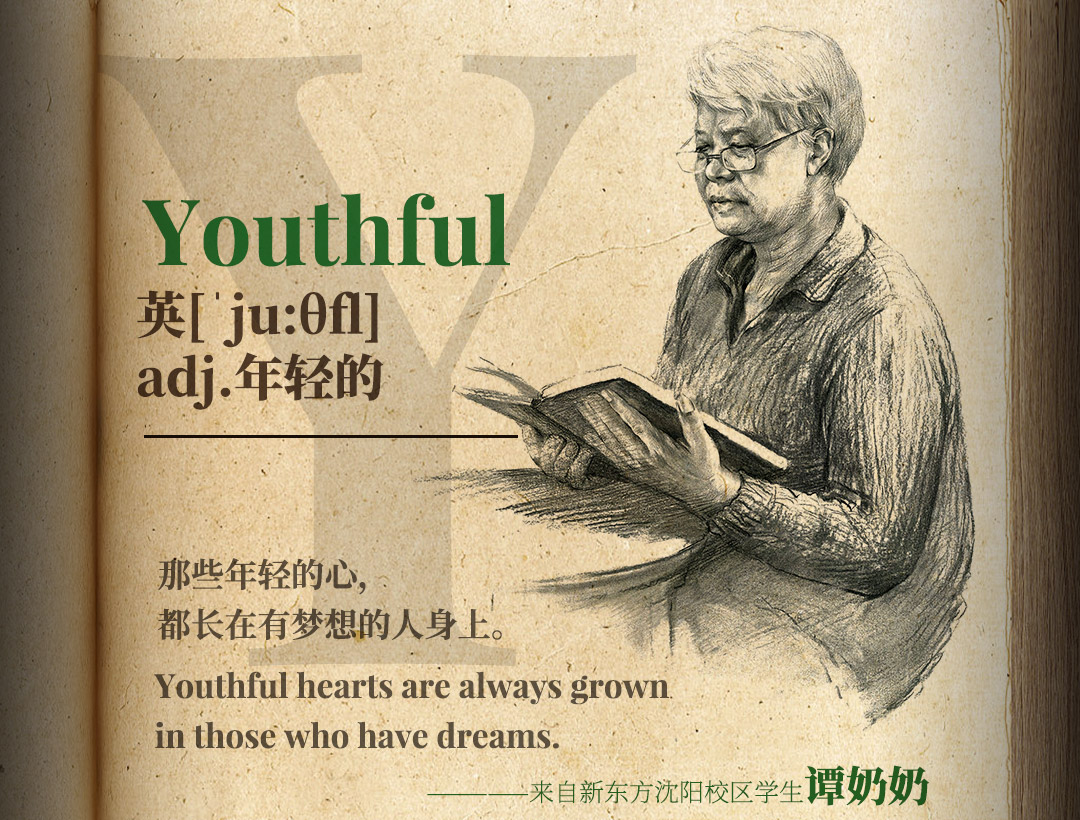 Y
Youthful
英[ˈju:θfl]
adj.年轻的
那些年轻的心,
都长在有梦想的人身上。
Youthful hearts are always grown
in those who have dreams.
————来自新东方沈阳校区学生谭奶奶